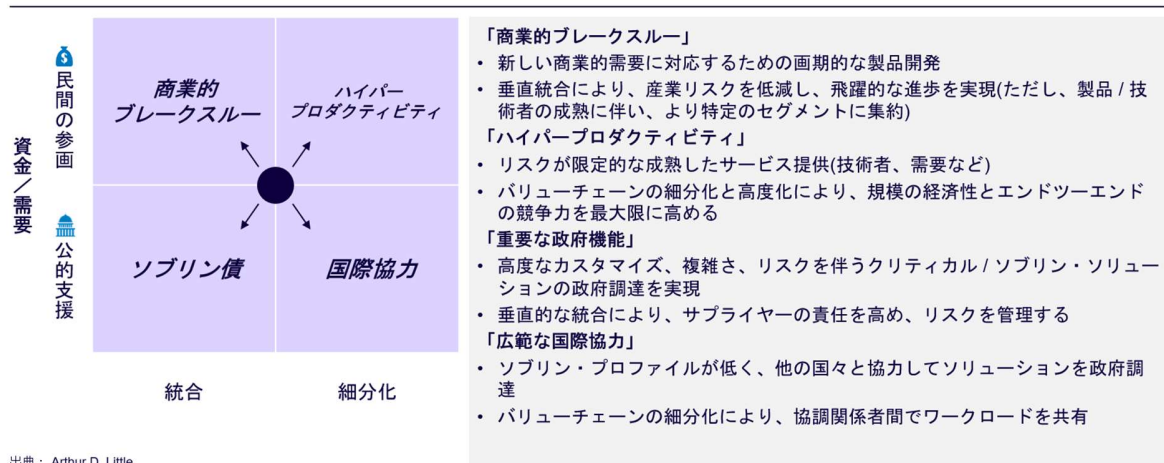 資金／需要
民間の参画
公的支援
商業的
ブレークスルー
ハイパー
プロダクティビティ
ソブリン債
国際協力
統合
細分化
「商業的ブレークスルー」
• 新しい商業的需要に対応するための画期的な製品開発
• 垂直統合により、産業リスクを低減し、飛躍的な進歩を実現(ただし、製品 / 技
術者の成熟に伴い、より特定のセグメントに集約)
「ハイパープロダクティビティ」
• リスクが限定的な成熟したサービス提供(技術者、需要など)
• バリューチェーンの細分化と高度化により、規模の経済性とエンドツーエンド
の競争力を最大限に高める
「重要な政府機能」
• 高度なカスタマイズ、複雑さ、リスクを伴うクリティカル / ソブリン・ソリュー
ションの政府調達を実現
• 垂直的な統合により、サプライヤーの責任を高め、リスクを管理する
「広範な国際協力」
• ソブリン・プロファイルが低く、他の国々と協力してソリューションを政府調
達
• バリューチェーンの細分化により、協調関係者間でワークロードを共有
出典： Arthur D. Little